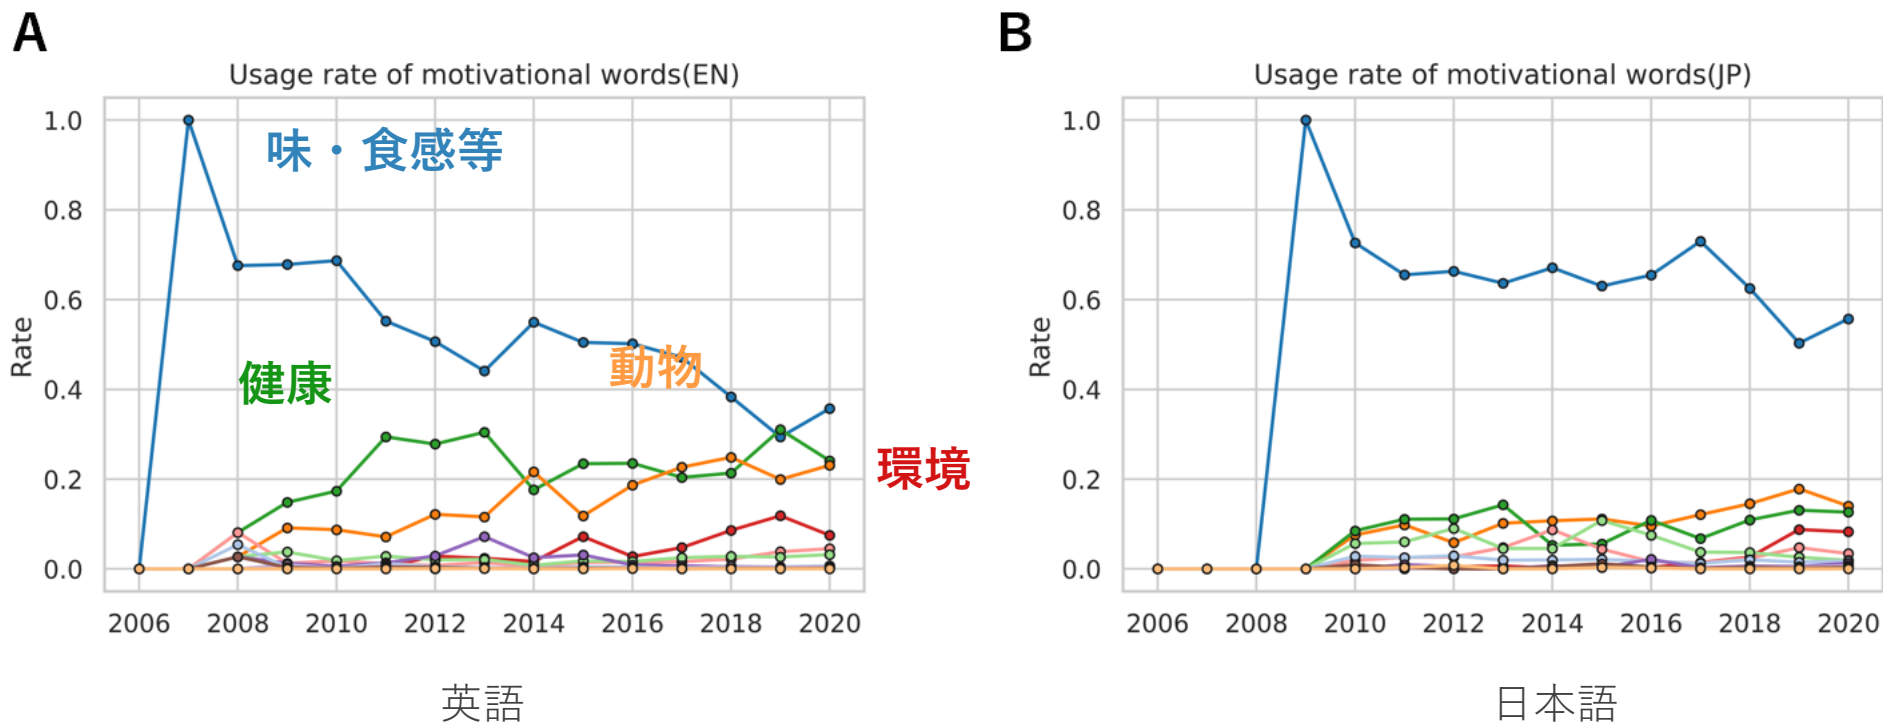 A
Usage rate of motivational words(EN)
1.0
0.8
0.6
0.4
0.2
0.0
Rate
味・食感等
健康
動物
環境
2006 2008 2010 2012 2014 2016 2018 2020
英語
B
Usage rate of motivational words(JP)
1.0
0.8
0.6
0.4
0.2
0.0
Rate
2006 2008 2010 2012 2014 2016 2018 2020
日本語